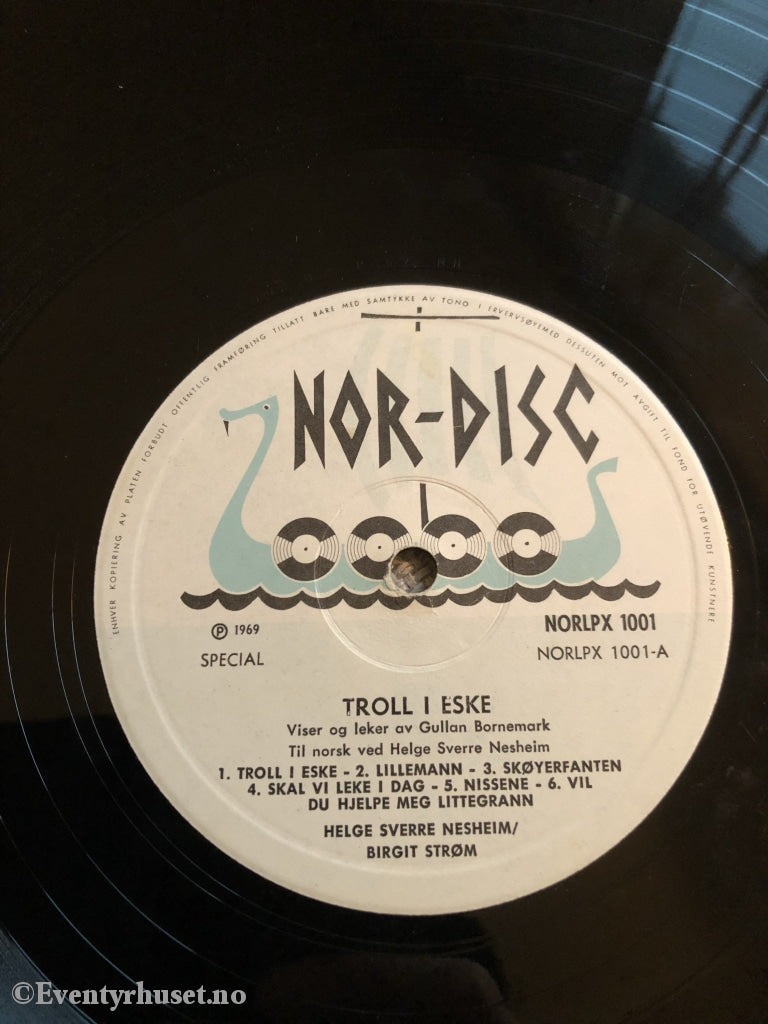 ENHVER KOPIERING AV PLATEN FORBUDT OFFENTLIG FRAMFØRING TILLATT BARE MED SAMTYKKE AV TONO I ERVERVSØYEMED DESSUTEN MOT AVGIFT TIL FOND FOR UTØVENDE KUNSTNERE
NOR-DISC
Ⓟ 1969
NORLPX 1001
SPECIAL
NORLPX 1001-A
TROLL I ESKE
Viser og leker av Gullan Bornemark
Til norsk ved Helge Sverre Nesheim
1. TROLL I ESKE - 2. LILLEMANN - 3. SKØYERFANTEN
4. SKAL VI LEKE I DAG - 5. NISSENE - 6. VIL
DU HJELPE MEG LITTEGRANN
HELGE SVERRE NESHEIM/
BIRGIT STRØM
©Eventyrhuset.no